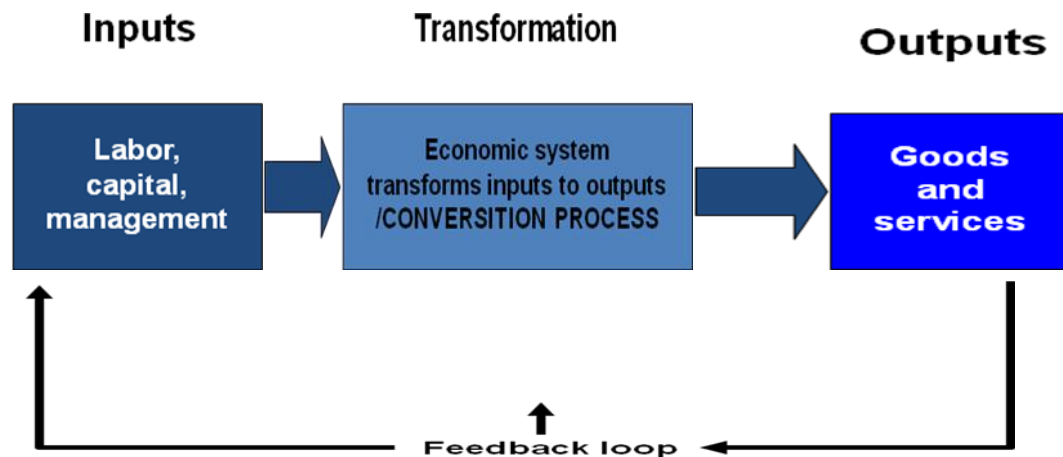 Inputs
Transformation
Outputs
Labor,
capital,
management
Economic system
transforms inputs to outputs
/CONVERSITION PROCESS
Goods
and
services
Feedback loop